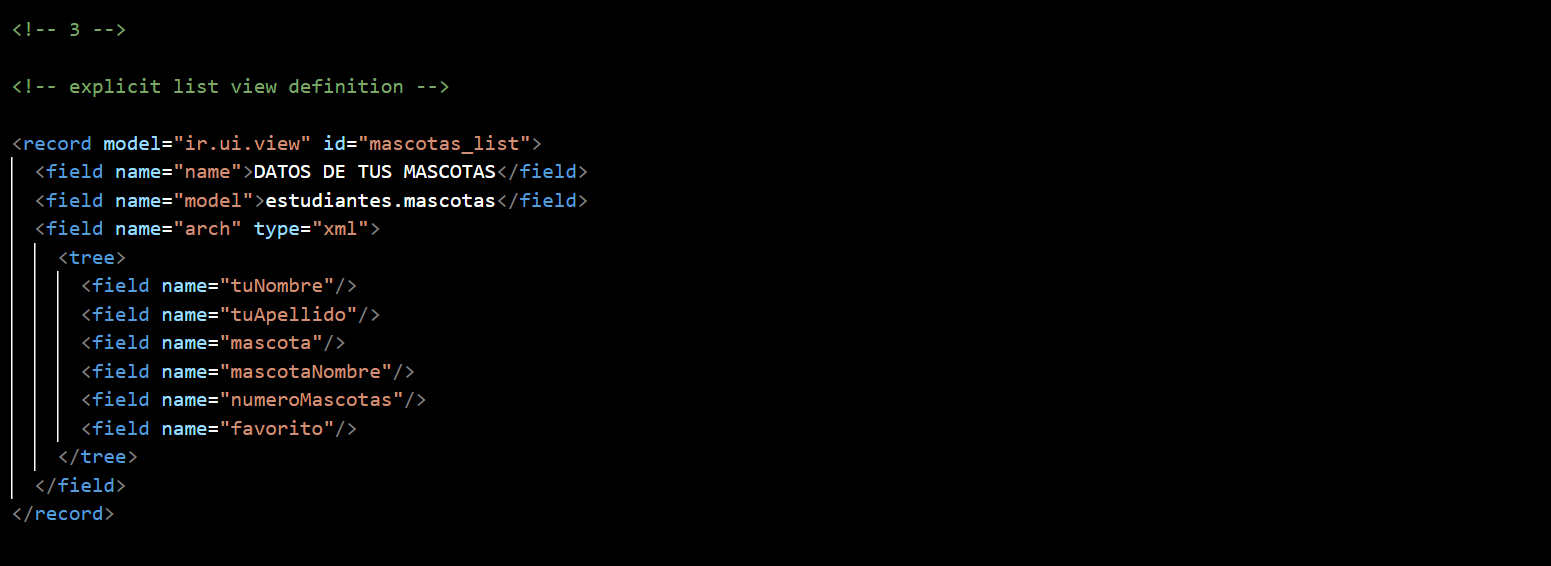 <!-- 3 -->
<!-- explicit list view definition -->
<record model="ir.ui.view" id="mascotas_list">
<field name="name">DATOS DE TUS MASCOTAS</field>
<field name="model">estudiantes.mascotas</field>
<field name="arch" type="xml">
<tree>
<field name="tuNombre"/>
<field name="tuApellido"/>
<field name="mascota"/>
<field name="mascotaNombre"/>
<field name="numeroMascotas"/>
<field name="favorito"/>
</tree>
</field>
</record>